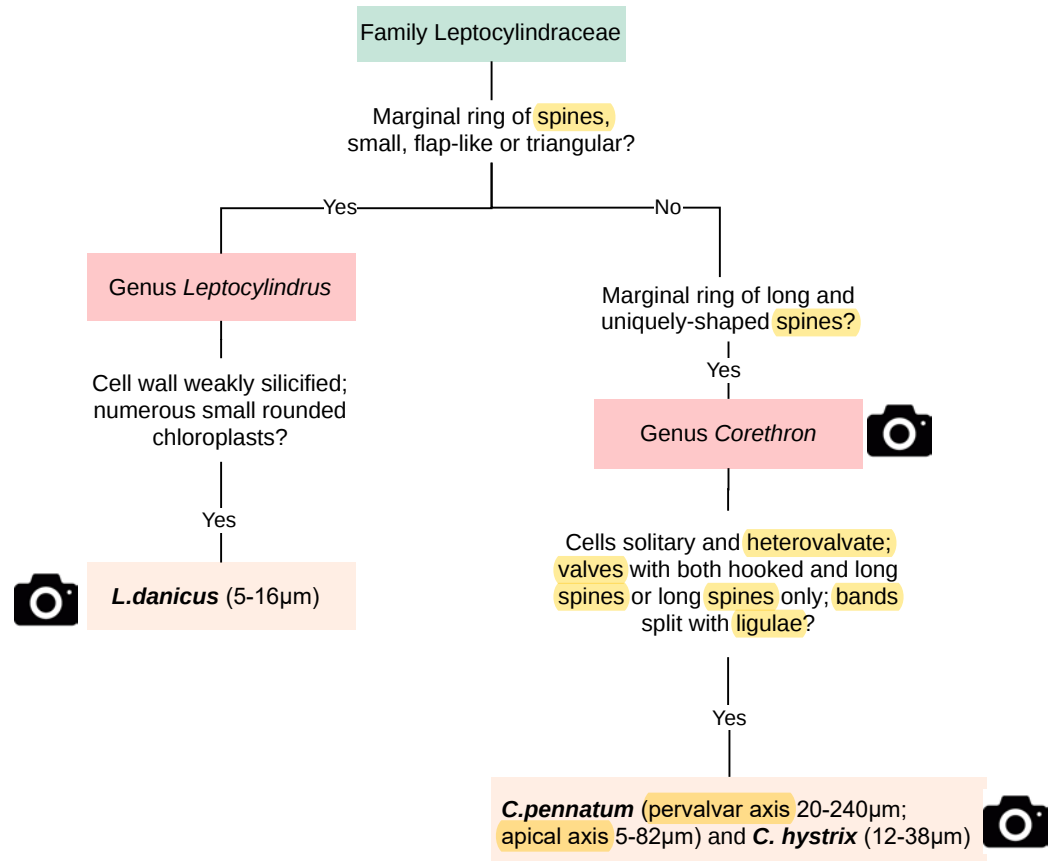 Family Leptocylindraceae
Marginal ring of spines,
small, flap-like or triangular?
Yes
No
Genus Leptocylindrus
Marginal ring of long and
uniquely-shaped spines?
Yes
Cell wall weakly silicified;
numerous small rounded
chloroplasts?
Genus Corethron
Yes
Cells solitary and heterovalvate;
valves with both hooked and long
spines or long spines only; bands
split with ligulae?
L.danicus (5-16µm)
Yes
C.pennatum (pervalvar axis 20-240µm;
apical axis 5-82µm) and C. hystrix (12-38µm)